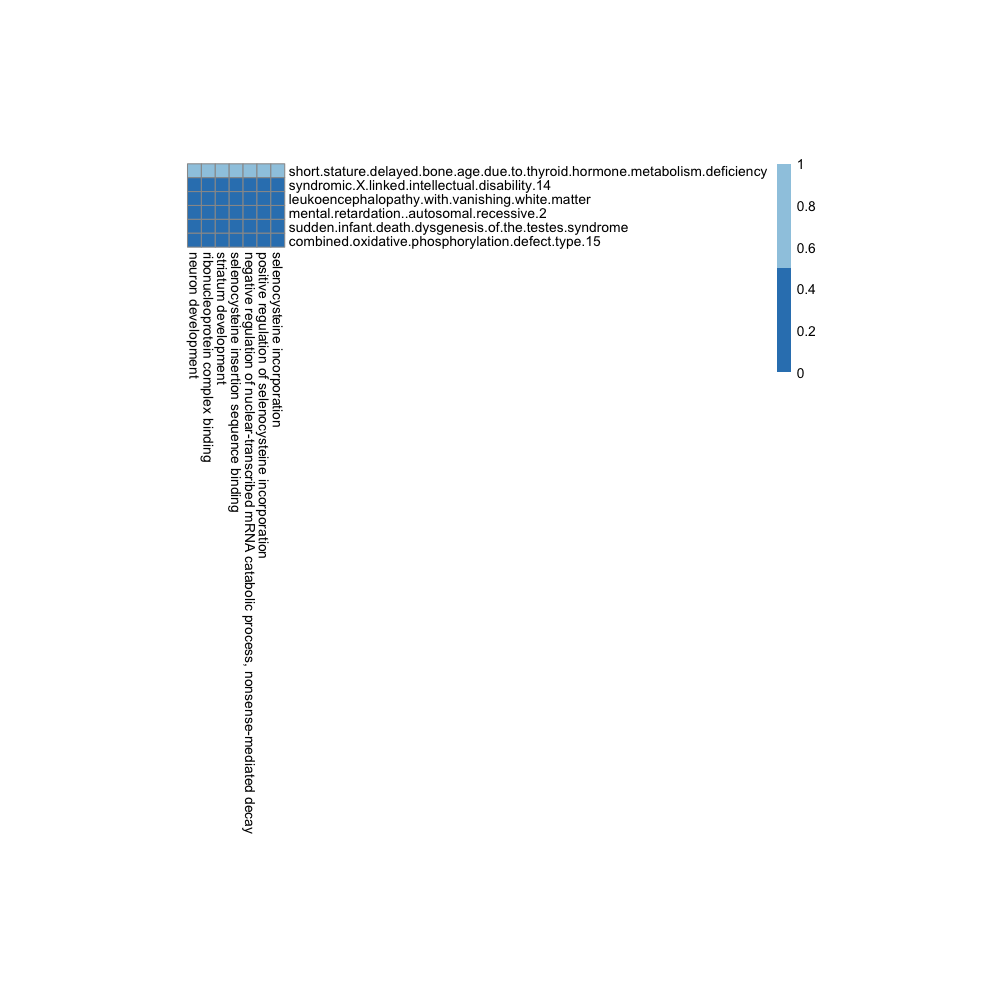 short.stature.delayed.bone.age.due.to.thyroid.hormone.metabolism.deficiency
syndromic.X.linked.intellectual.disability.14
leukoencephalopathy.with.vanishing.white.matter
mental.retardation..autosomal.recessive.2
sudden.infant.death.dysgenesis.of.the.testes.syndrome
combined.oxidative.phosphorylation.defect.type.15
neuron development
ribonucleoprotein complex binding
striatum development
selenocysteine insertion sequence binding
negative regulation of nuclear-transcribed mRNA catabolic process, nonsense-mediated decay
positive regulation of selenocysteine incorporation
selenocysteine incorporation
1
0.8
0.6
0.4
0.2
0